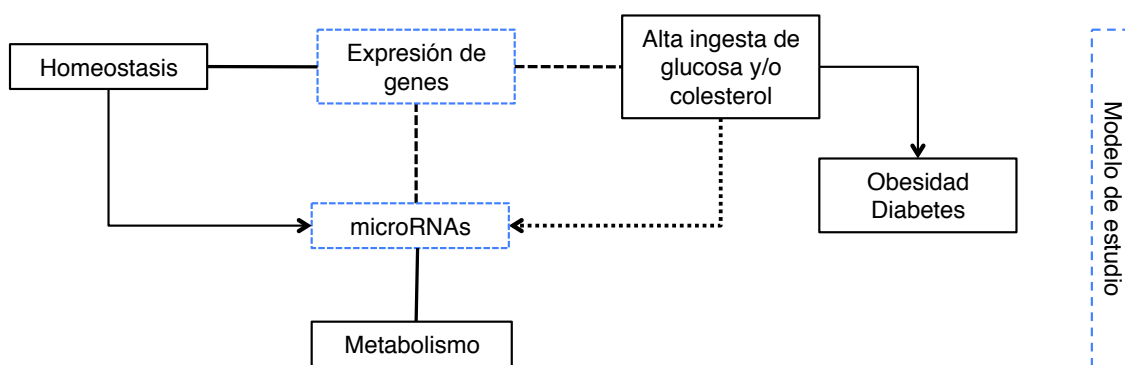 Homeostasis
Expresión de
genes
Alta ingesta de
glucosa y/o
colesterol
Obesidad
Diabetes
microRNAs
Metabolismo
Modelo de estudio